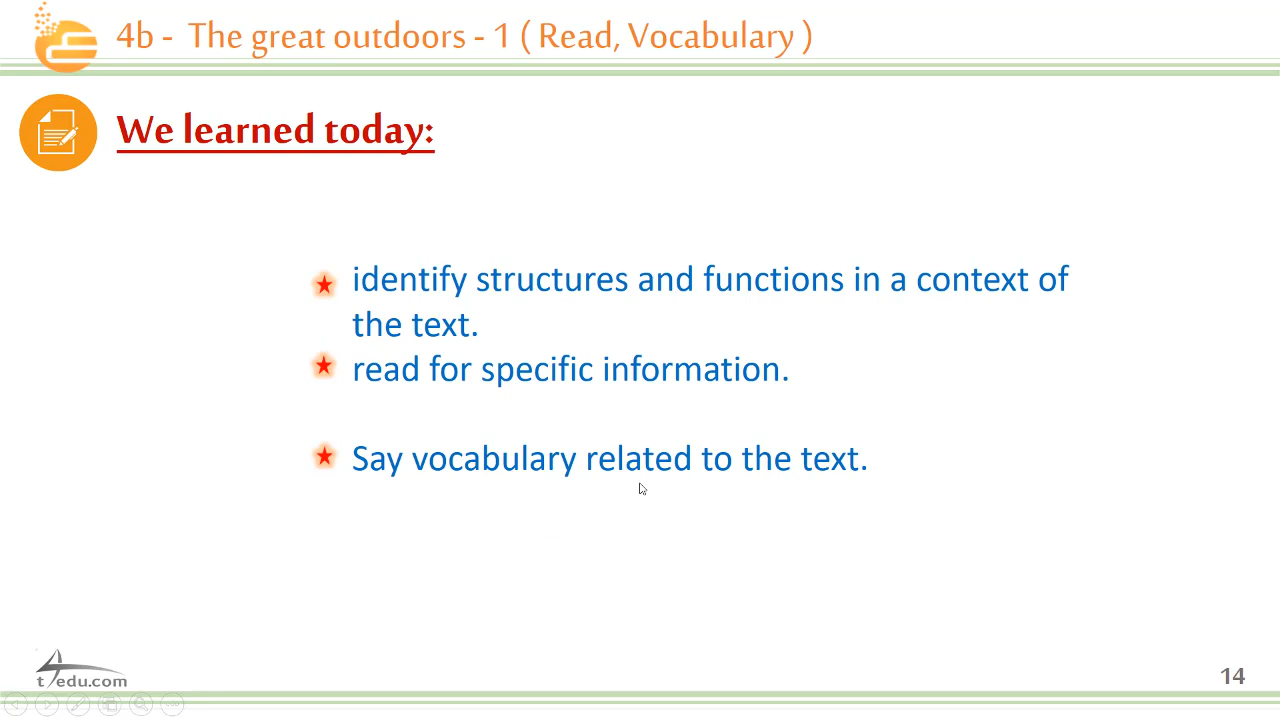 4b - The great outdoors - 1 ( Read, Vocabulary )
We learned today:
identify structures and functions in a context of
the text.
read for specific information.
Say vocabulary related to the text.
t4edu.com
14